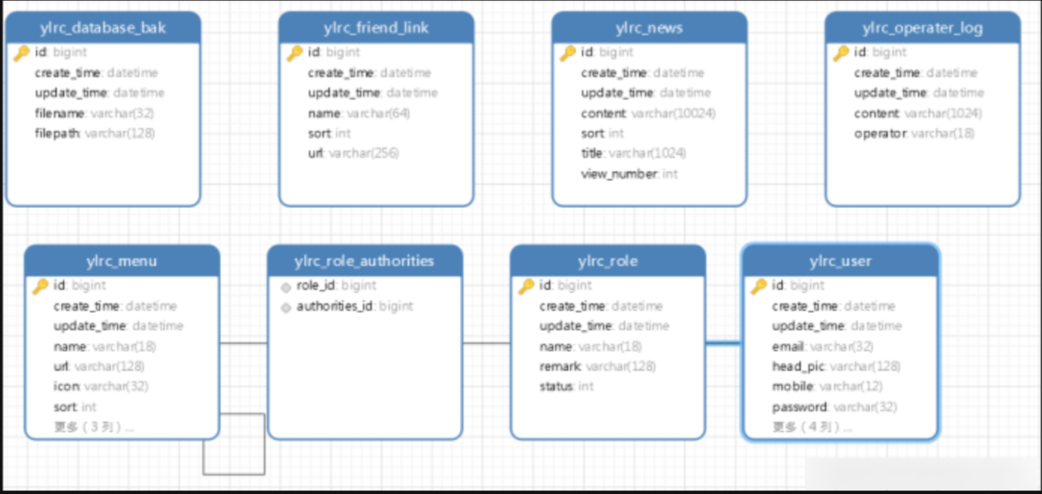 ylrc_database_bak
id: bigint
create_time: datetime
update_time: datetime
filename: varchar(32)
filepath: varchar(128)
ylrc_friend_link
id: bigint
create_time: datetime
update_time: datetime
name: varchar(64)
sort: int
url: varchar(256)
ylrc_news
id: bigint
create_time: datetime
update_time: datetime
content: varchar(10024)
sort: int
title: varchar(1024)
view_number: int
ylrc_operater_log
id: bigint
create_time: datetime
update_time: datetime
content: varchar(1024)
operator: varchar(18)
ylrc_menu
id: bigint
create_time: datetime
update_time: datetime
name: varchar(18)
url: varchar(128)
icon: varchar(32)
sort: int
更多 ( 3 列 ) ...
ylrc_role_authorities
role_id: bigint
authorities_id: bigint
ylrc_role
id: bigint
create_time: datetime
update_time: datetime
name: varchar(18)
remark: varchar(128)
status: int
ylrc_user
id: bigint
create_time: datetime
update_time: datetime
email: varchar(32)
head_pic: varchar(128)
mobile: varchar(12)
password: varchar(32)
更多 ( 4 列 ) ...